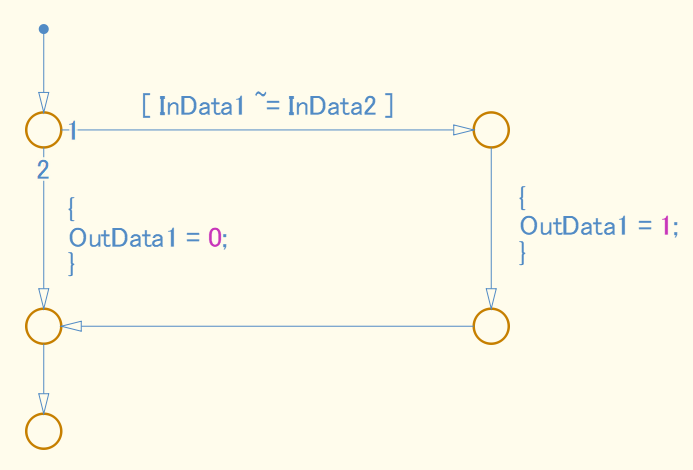 [ InData1 ~= InData2 ]
1
2
{
OutData1 = 0;
}
{
OutData1 = 1;
}